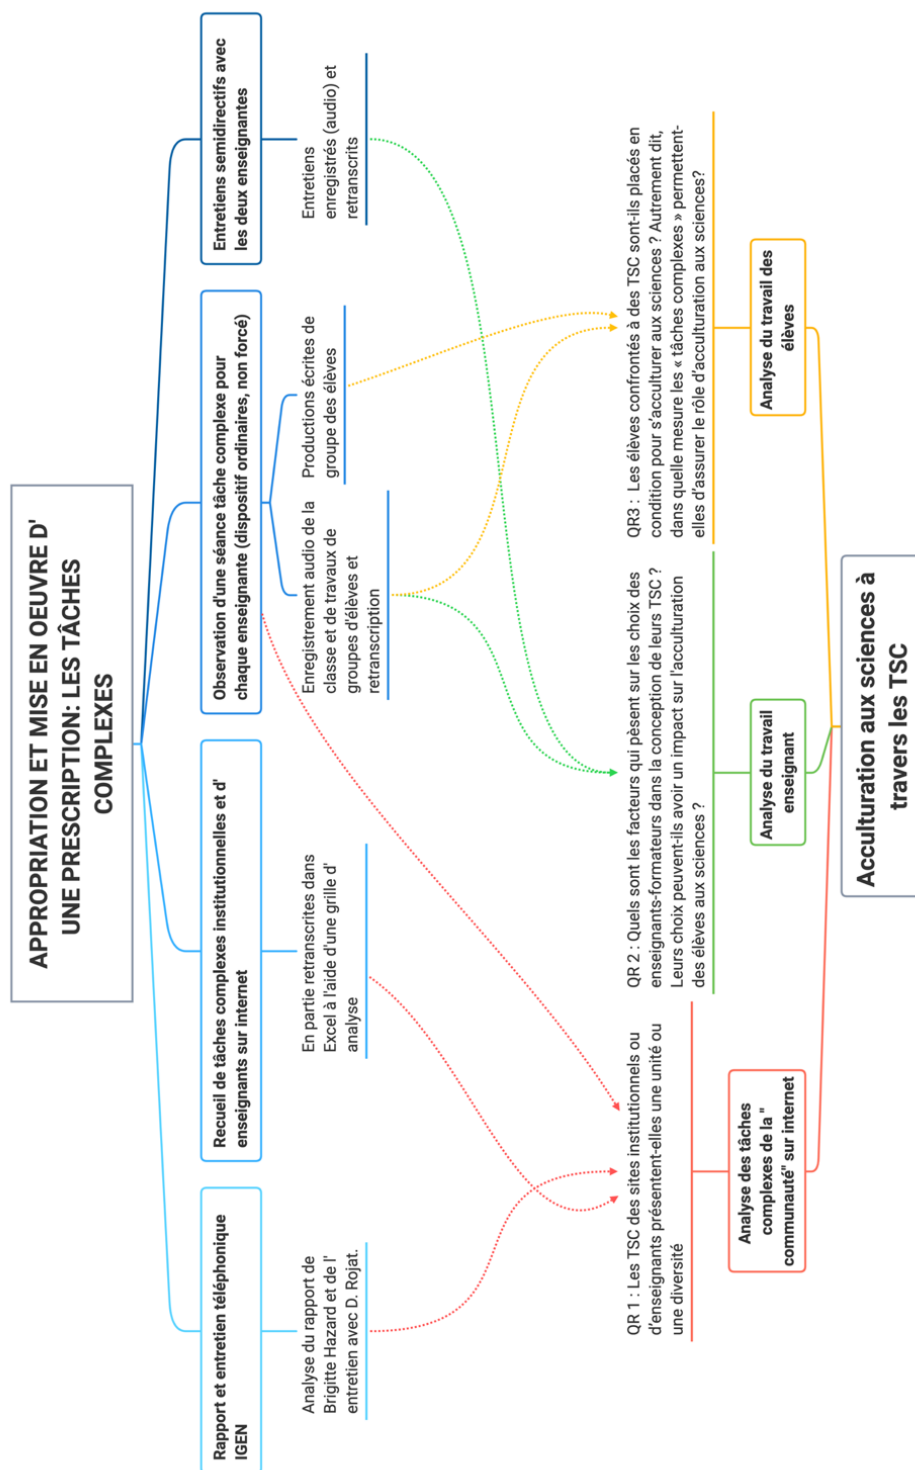 APPROPRIATION ET MISE EN OEUVRE D'
UNE PRESCRIPTION: LES TÂCHES
COMPLEXES
Rapport et entretien téléphonique
IGEN
Analyse du rapport de
Brigitte Hazard et de l'
entretien avec D. Rojat.
Recueil de tâches complexes institutionnelles et d'
enseignants sur internet
En partie retranscrites dans
Excel à l'aide d'une grille d'
analyse
Observation d'une séance tâche complexe pour
chaque enseignante (dispositif ordinaires, non forcé)
Enregistrement audio de la
classe et de travaux de
groupes d'élèves et
retranscription
Productions écrites de
groupe des élèves
Entretiens semidirectifs avec
les deux enseignantes
Entretiens
enregistrés (audio) et
retranscrits
QR 1 : Les TSC des sites institutionnels ou
d'enseignants présentent-elles une unité ou
une diversité
QR 2 : Quels sont les facteurs qui pèsent sur les choix des
enseignants-formateurs dans la conception de leurs TSC ?
Leurs choix peuvent-ils avoir un impact sur l'acculturation
des élèves aux sciences ?
QR3 : Les élèves confrontés à des TSC sont-ils placés en
condition pour s'acculturer aux sciences ? Autrement dit,
dans quelle mesure les « tâches complexes » permettent-
elles d'assurer le rôle d'acculturation aux sciences?
Analyse des tâches
complexes de la "
communauté" sur internet
Analyse du travail
enseignant
Analyse du travail des
élèves
Acculturation aux sciences à
travers les TSC